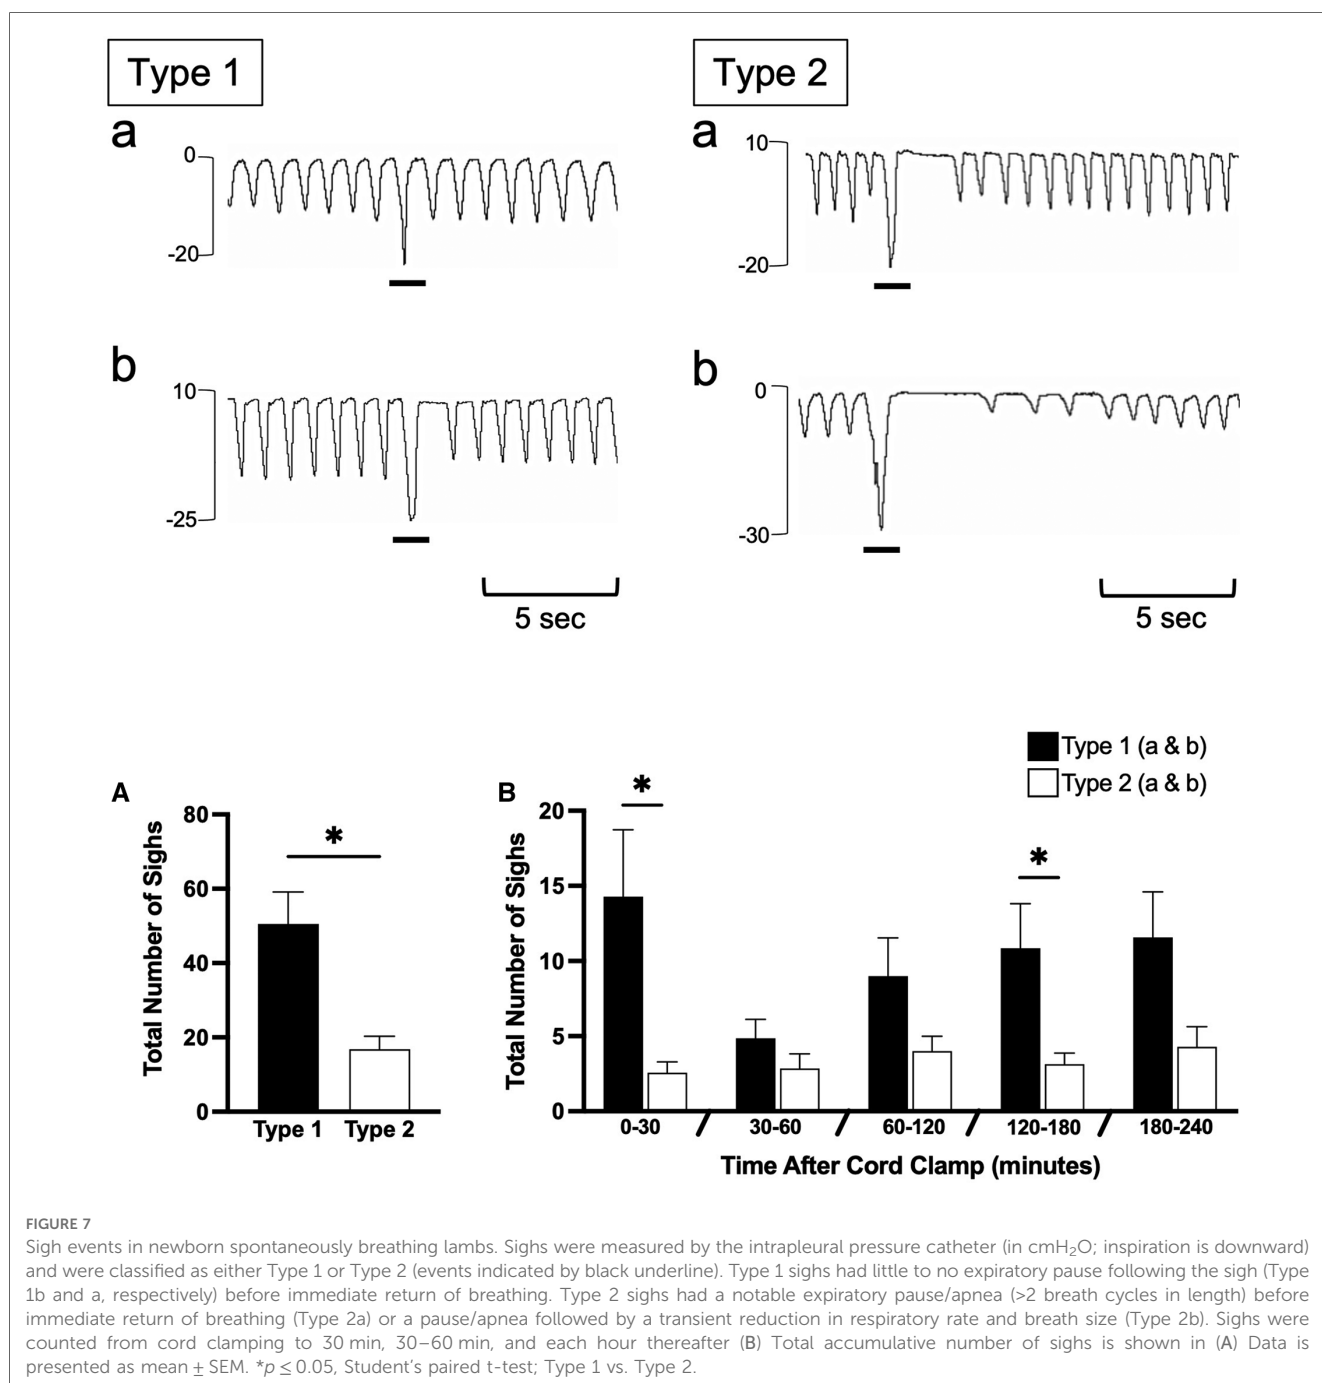 Type 1
Type 2
a
0
-20
a
10
-20
b
10
-25
b
0
-30
5 sec
5 sec
Type 1 (a & b)
Type 2 (a & b)
A
Total Number of Sighs
80
60
40
20
0
*
Type 1 Type 2
B
Total Number of Sighs
20
15
10
5
0
*
*
0-30 / 30-60 / 60-120 / 120-180 / 180-240
Time After Cord Clamp (minutes)
FIGURE 7
Sigh events in newborn spontaneously breathing lambs. Sighs were measured by the intrapleural pressure catheter (in cmH₂O; inspiration is downward)
and were classified as either Type 1 or Type 2 (events indicated by black underline). Type 1 sighs had little to no expiratory pause following the sigh (Type
1b and a, respectively) before immediate return of breathing. Type 2 sighs had a notable expiratory pause/apnea (>2 breath cycles in length) before
immediate return of breathing (Type 2a) or a pause/apnea followed by a transient reduction in respiratory rate and breath size (Type 2b). Sighs were
counted from cord clamping to 30 min, 30–60 min, and each hour thereafter (B) Total accumulative number of sighs is shown in (A) Data is
presented as mean ± SEM. *p ≤ 0.05, Student's paired t-test; Type 1 vs. Type 2.